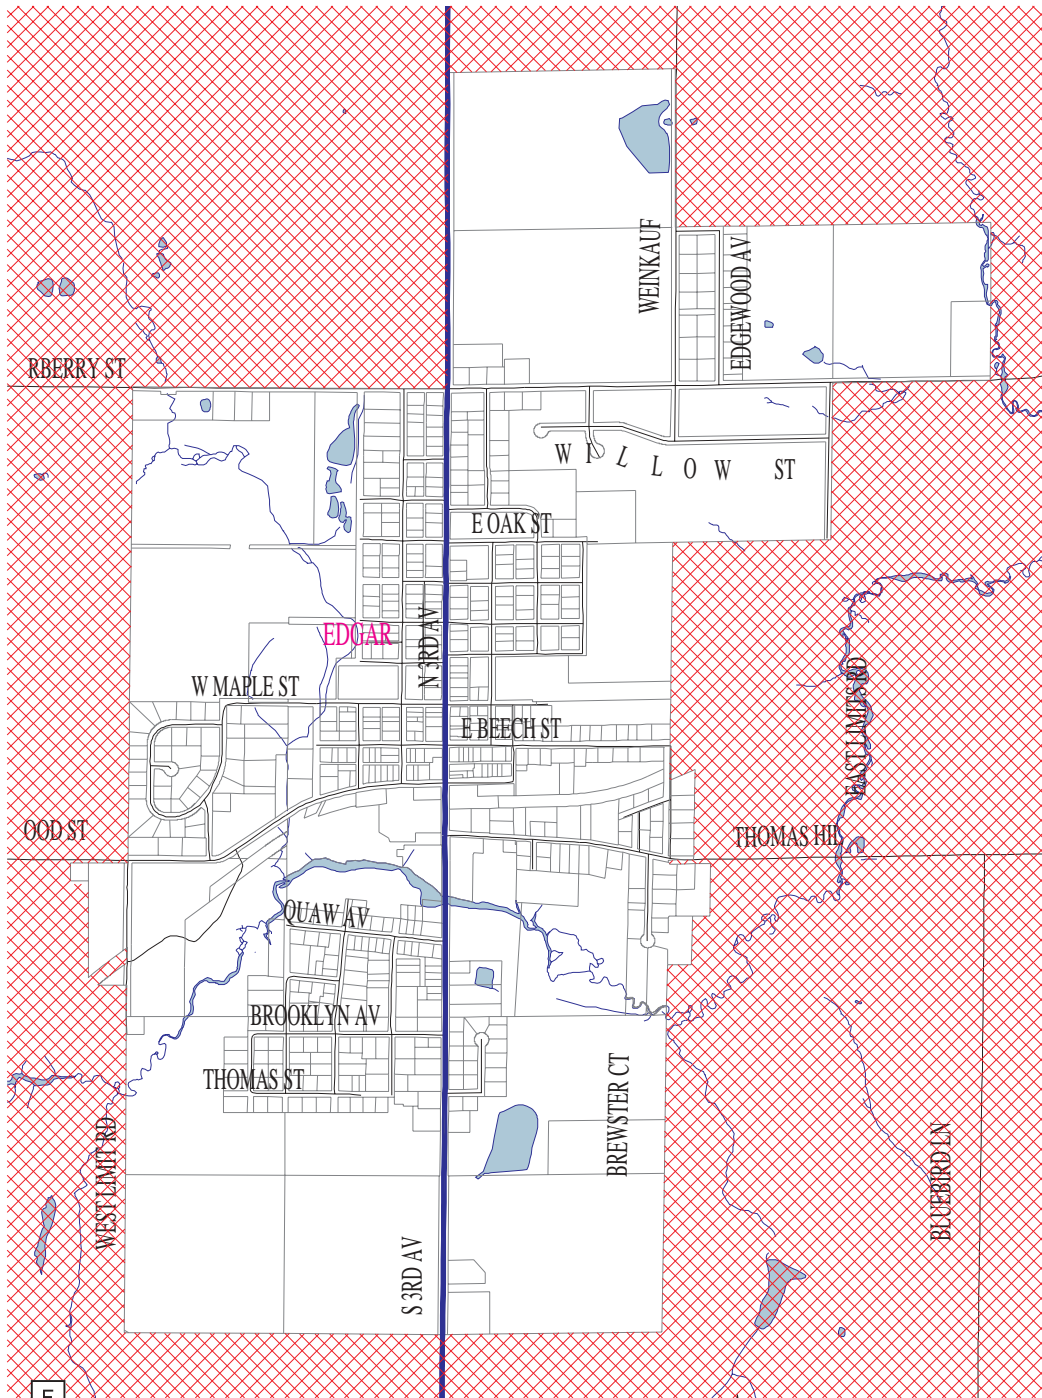 WEINKAUF
EDGEWOOD AV
RBERRY ST
WILLOW ST
E OAK ST
N 3RD AV
EDGAR
W MAPLE ST
E BEECH ST
EAST LIMITS RD
OOD ST
THOMAS HIL
QUAW AV
BROOKLYN AV
THOMAS ST
BREWSTER CT
WEST LIMIT RD
BLUEBIRD LN
S 3RD AV